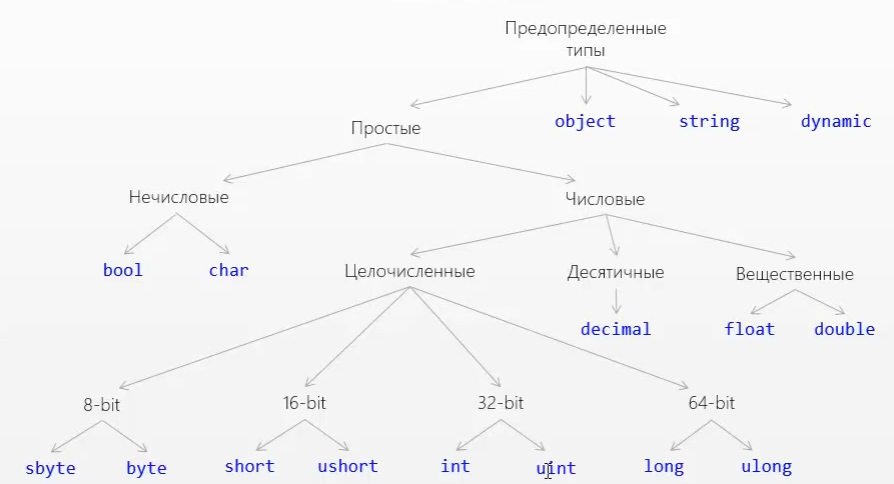 Предопределенные
типы
Простые
object
string
dynamic
Нечисловые
Числовые
bool
char
Целочисленные
Десятичные
Вещественные
decimal
float
double
8-bit
16-bit
32-bit
64-bit
sbyte
byte
short
ushort
int
uint
long
ulong